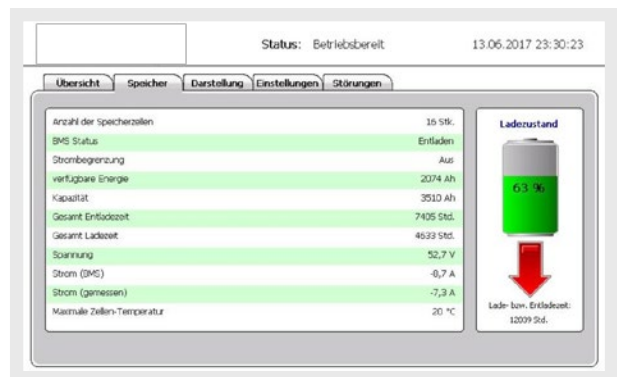 Status: Betriebsbereit 13.06.2017 23:30:23
Übersicht Speicher Darstellung Einstellungen Störungen
Anzahl der Speicherzellen 16 Stk.
BMS Status Entladen
Strombegrenzung Aus
verfügbare Energie 2074 Ah
Kapazität 3510 Ah
Gesamt Entladezeit 7405 Std.
Gesamt Ladezeit 4633 Std.
Spannung 52,7 V
Strom (BMS) -8,7 A
Strom (gemessen) -7,3 A
Maximale Zellen-Temperatur 20 °C
Ladezustand
63 %
Lade- bzw. Entladezeit:
12039 Std.